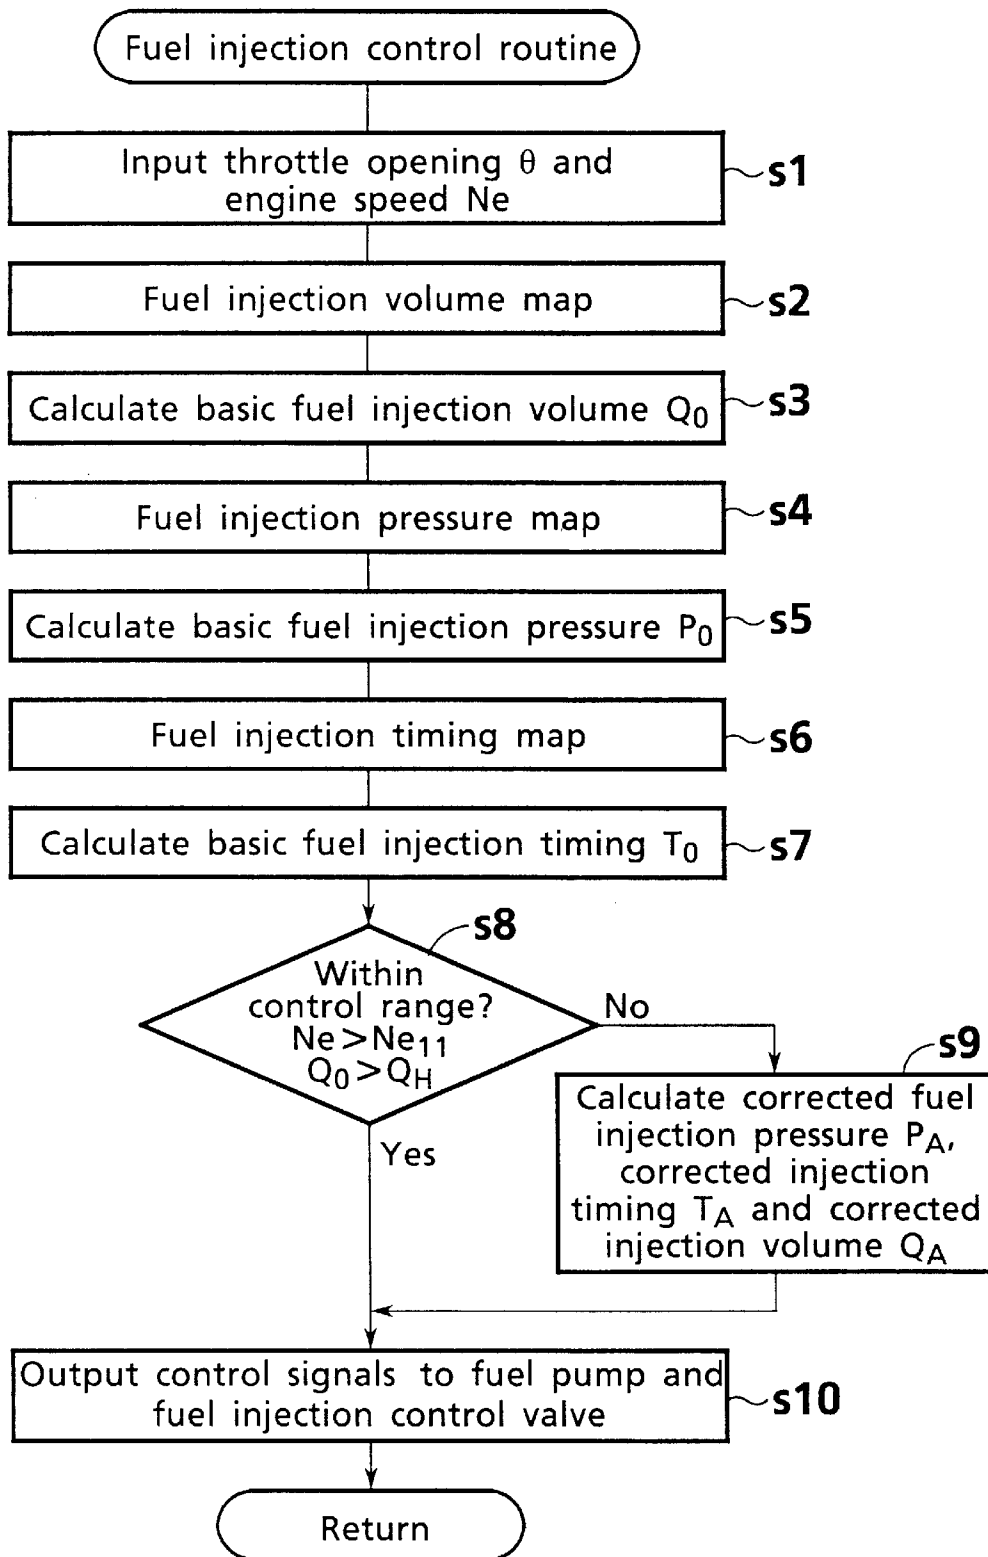 Fuel injection control routine
Input throttle opening θ and
engine speed Ne
s1
Fuel injection volume map
s2
Calculate basic fuel injection volume Q0
s3
Fuel injection pressure map
s4
Calculate basic fuel injection pressure P0
s5
Fuel injection timing map
s6
Calculate basic fuel injection timing T0
s7
s8
Within
control range?
Ne>Ne11
Q0>QH
No
Yes
s9
Calculate corrected fuel
injection pressure PA,
corrected injection
timing TA and corrected
injection volume QA
Output control signals to fuel pump and
fuel injection control valve
s10
Return